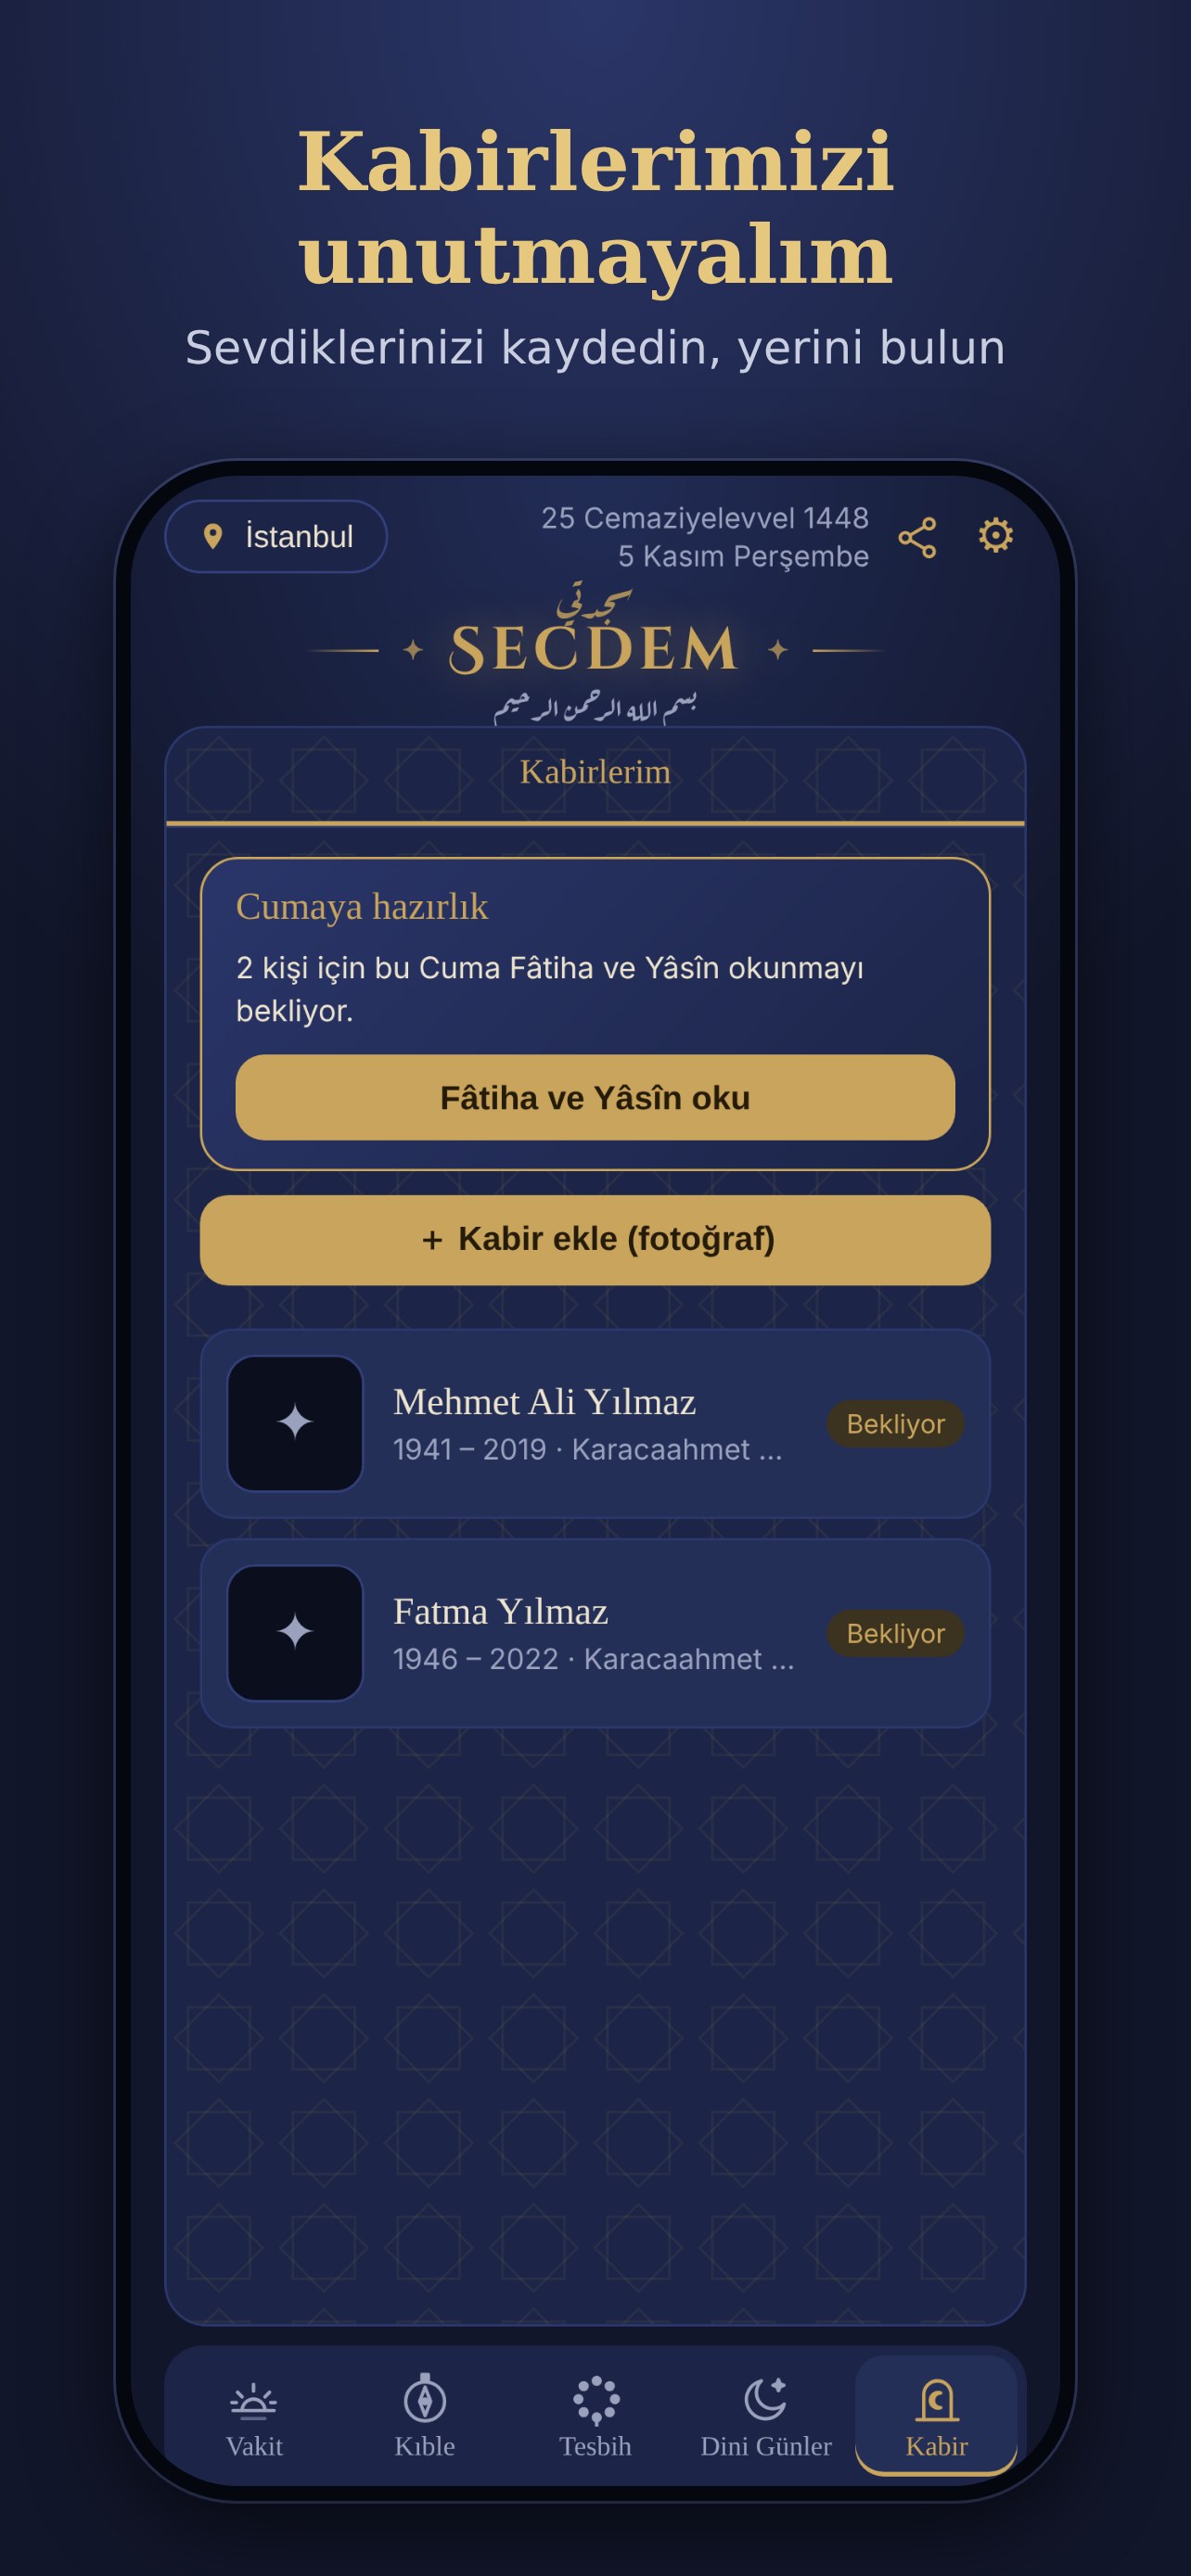 Kabirlerimizi
unutmayalım
Sevdiklerinizi kaydedin, yerini bulun
İstanbul
25 Cemaziyelevvel 1448
5 Kasım Perşembe
سجدتي
SECDEM
بسم الله الرحمن الرحيم
Kabirlerim
Cumaya hazırlık
2 kişi için bu Cuma Fâtiha ve Yâsîn okunmayı
bekliyor.
Fâtiha ve Yâsîn oku
+ Kabir ekle (fotoğraf)
Mehmet Ali Yılmaz
1941 – 2019 · Karacaahmet ...
Bekliyor
Fatma Yılmaz
1946 – 2022 · Karacaahmet ...
Bekliyor
Vakit
Kıble
Tesbih
Dini Günler
Kabir